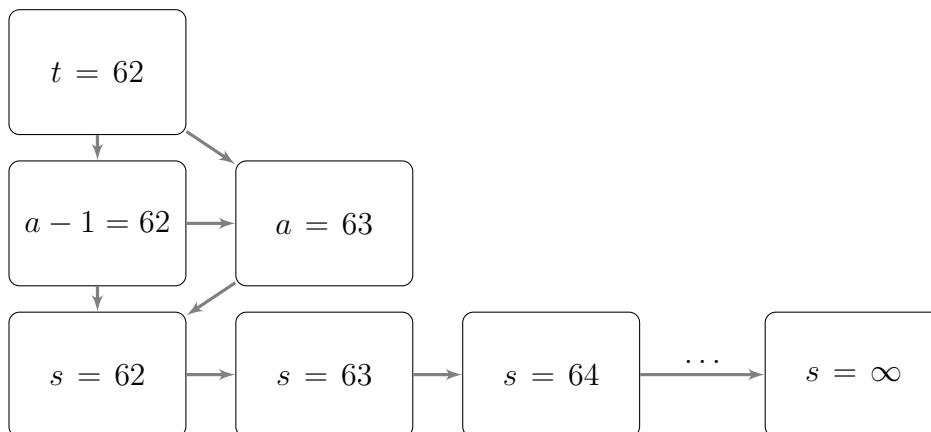 t = 62
a − 1 = 62
a = 63
s = 62
s = 63
s = 64
...
s = ∞